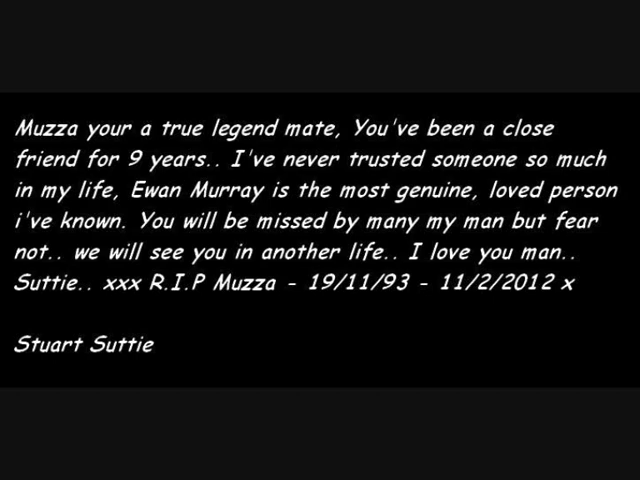 Muzza your a true legend mate, You've been a close
friend for 9 years.. I've never trusted someone so much
in my life, Ewan Murray is the most genuine, loved person
i've known. You will be missed by many my man but fear
not.. we will see you in another life.. I love you man..
Suttie.. xxx R.I.P Muzza - 19/11/93 - 11/2/2012 x
Stuart Suttie